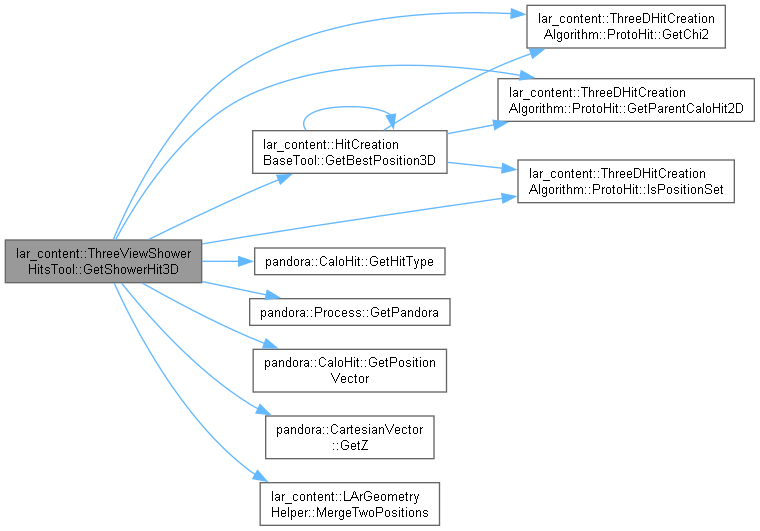 lar_content::ThreeViewShower
HitsTool::GetShowerHit3D
lar_content::HitCreation
BaseTool::GetBestPosition3D
lar_content::ThreeDHitCreation
Algorithm::ProtoHit::GetChi2
lar_content::ThreeDHitCreation
Algorithm::ProtoHit::GetParentCaloHit2D
lar_content::ThreeDHitCreation
Algorithm::ProtoHit::IsPositionSet
pandora::CaloHit::GetHitType
pandora::Process::GetPandora
pandora::CaloHit::GetPosition
Vector
pandora::CartesianVector
::GetZ
lar_content::LArGeometry
Helper::MergeTwoPositions